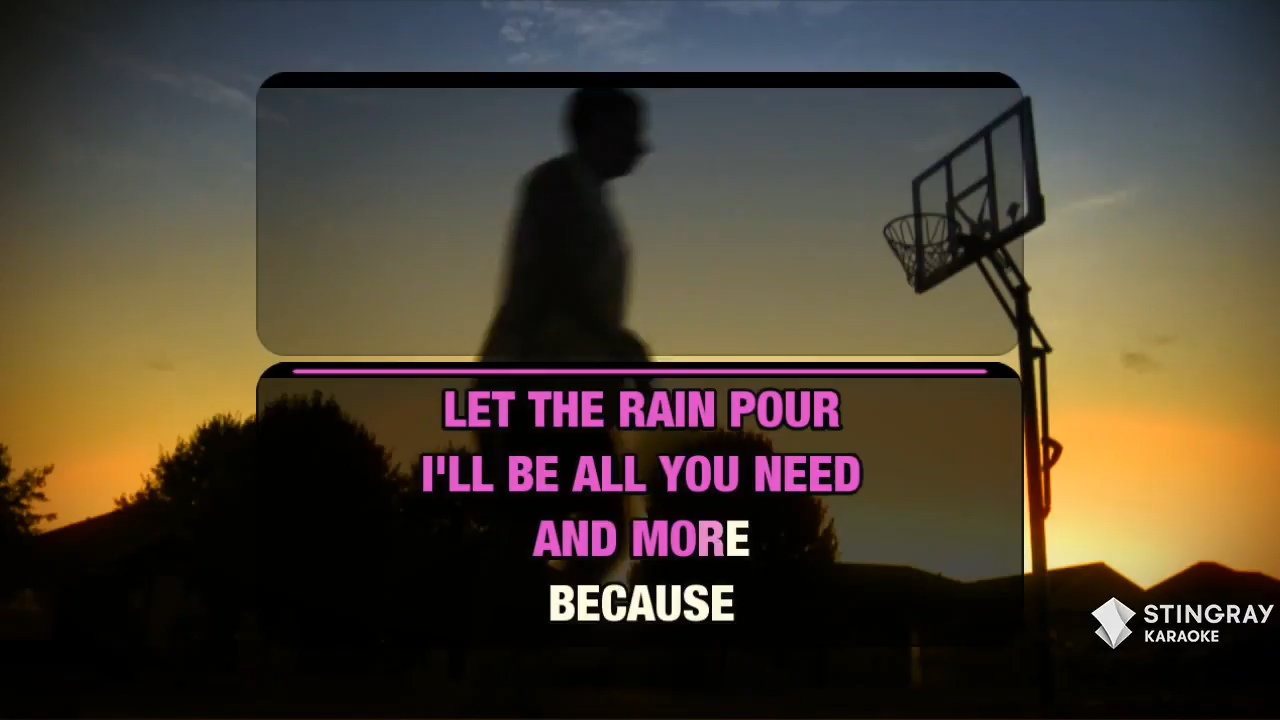 LET THE RAIN POUR
I'LL BE ALL YOU NEED
AND MORE
BECAUSE
STINGRAY
KARAOKE